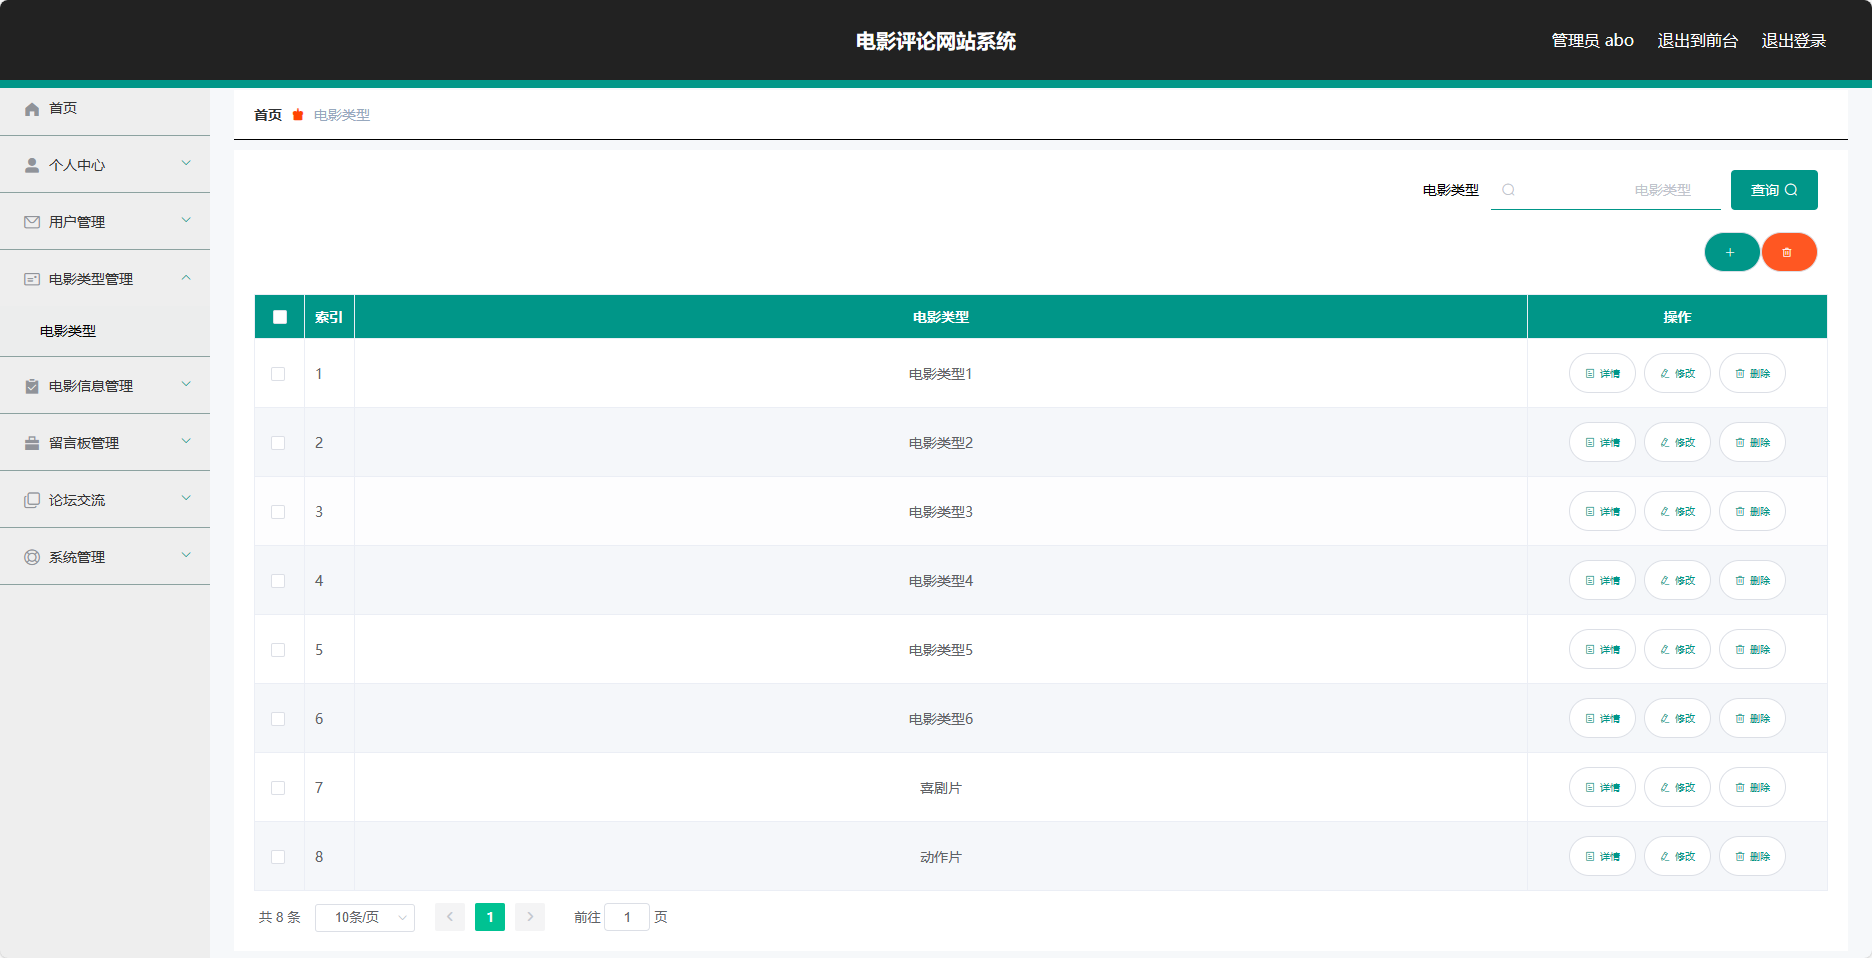 电影评论网站系统
管理员 abo 退出到前台 退出登录
首页
个人中心
用户管理
电影类型管理
电影类型
电影信息管理
留言板管理
论坛交流
系统管理
首页 电影类型
电影类型 电影类型 查询
索引 电影类型 操作
1 电影类型1 详情 修改 删除
2 电影类型2 详情 修改 删除
3 电影类型3 详情 修改 删除
4 电影类型4 详情 修改 删除
5 电影类型5 详情 修改 删除
6 电影类型6 详情 修改 删除
7 喜剧片 详情 修改 删除
8 动作片 详情 修改 删除
共 8 条 10条/页 1 前往 1 页